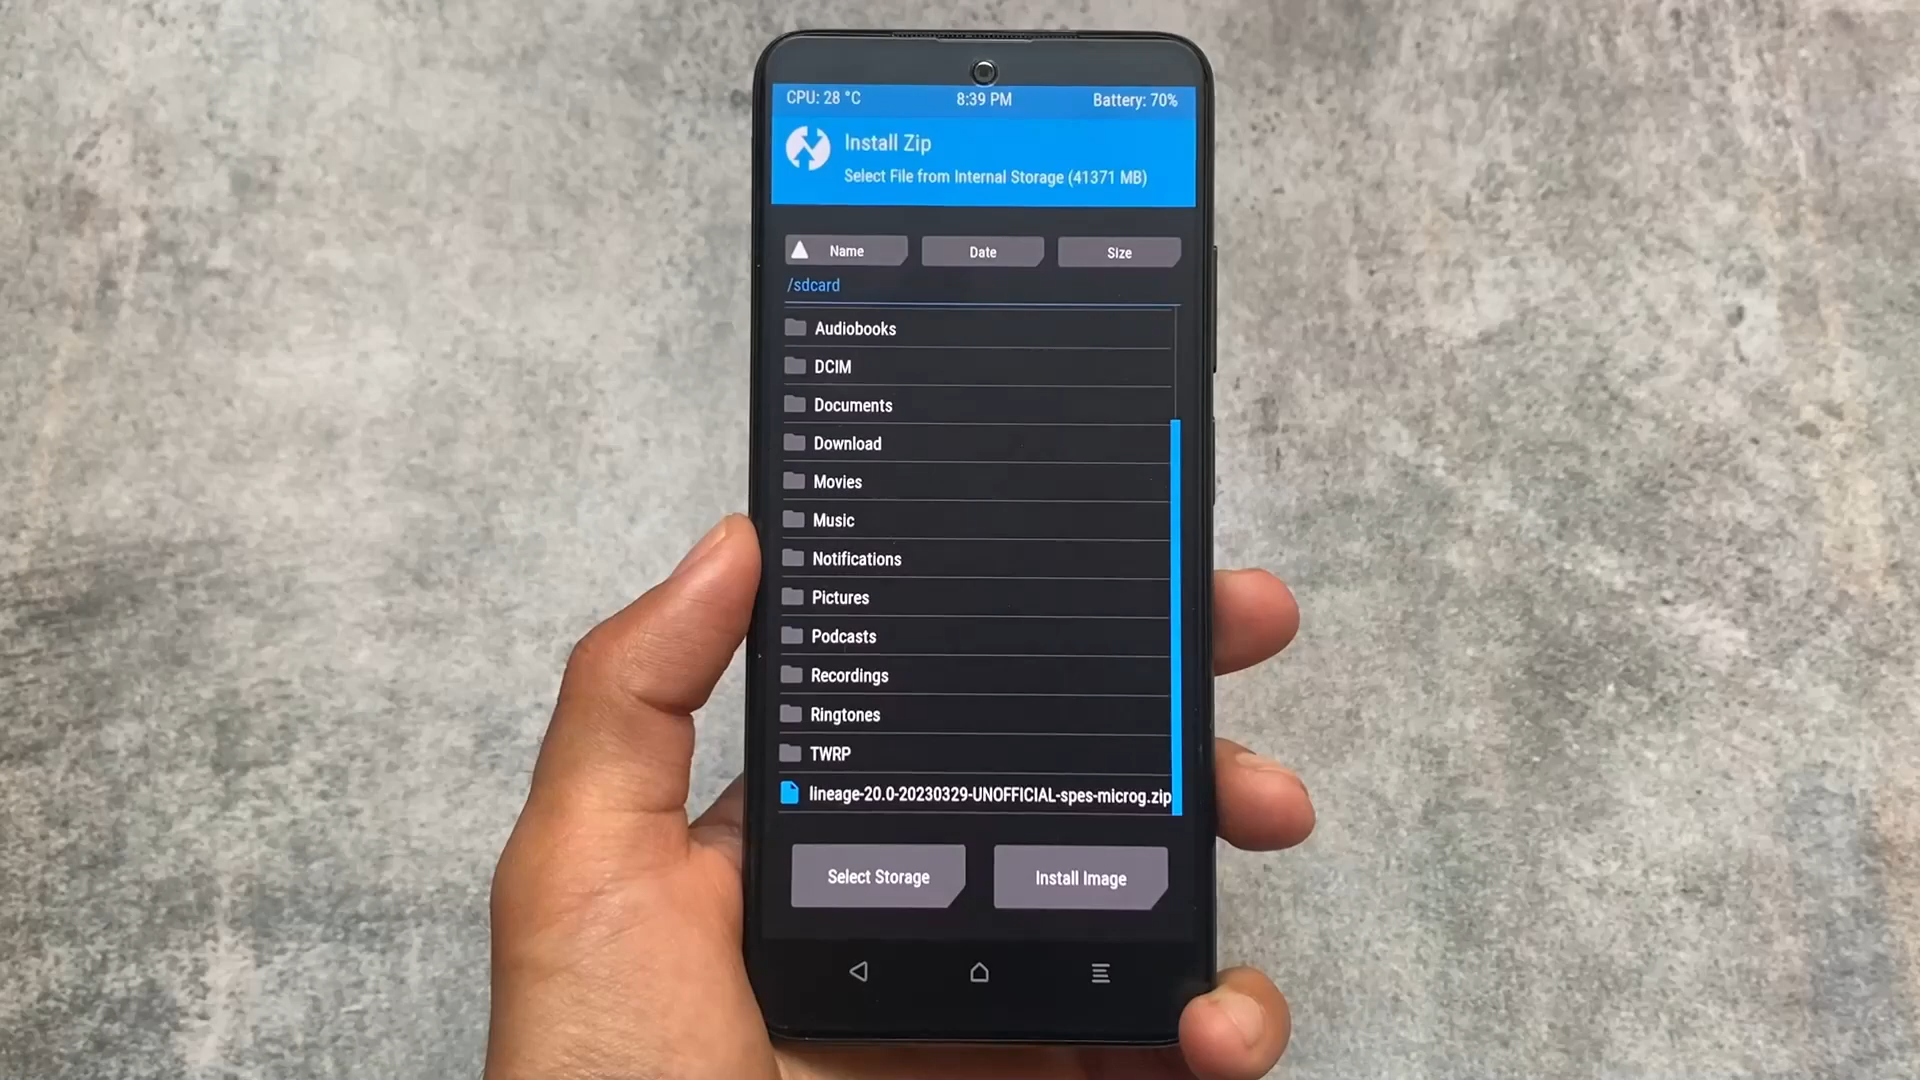 CPU: 28 °C 8:39 PM Battery: 70%
Install Zip
Select File from Internal Storage (41371 MB)
Name Date Size
/sdcard
Audiobooks
DCIM
Documents
Download
Movies
Music
Notifications
Pictures
Podcasts
Recordings
Ringtones
TWRP
lineage-20.0-20230329-UNOFFICIAL-spes-microg.zip
Select Storage Install Image